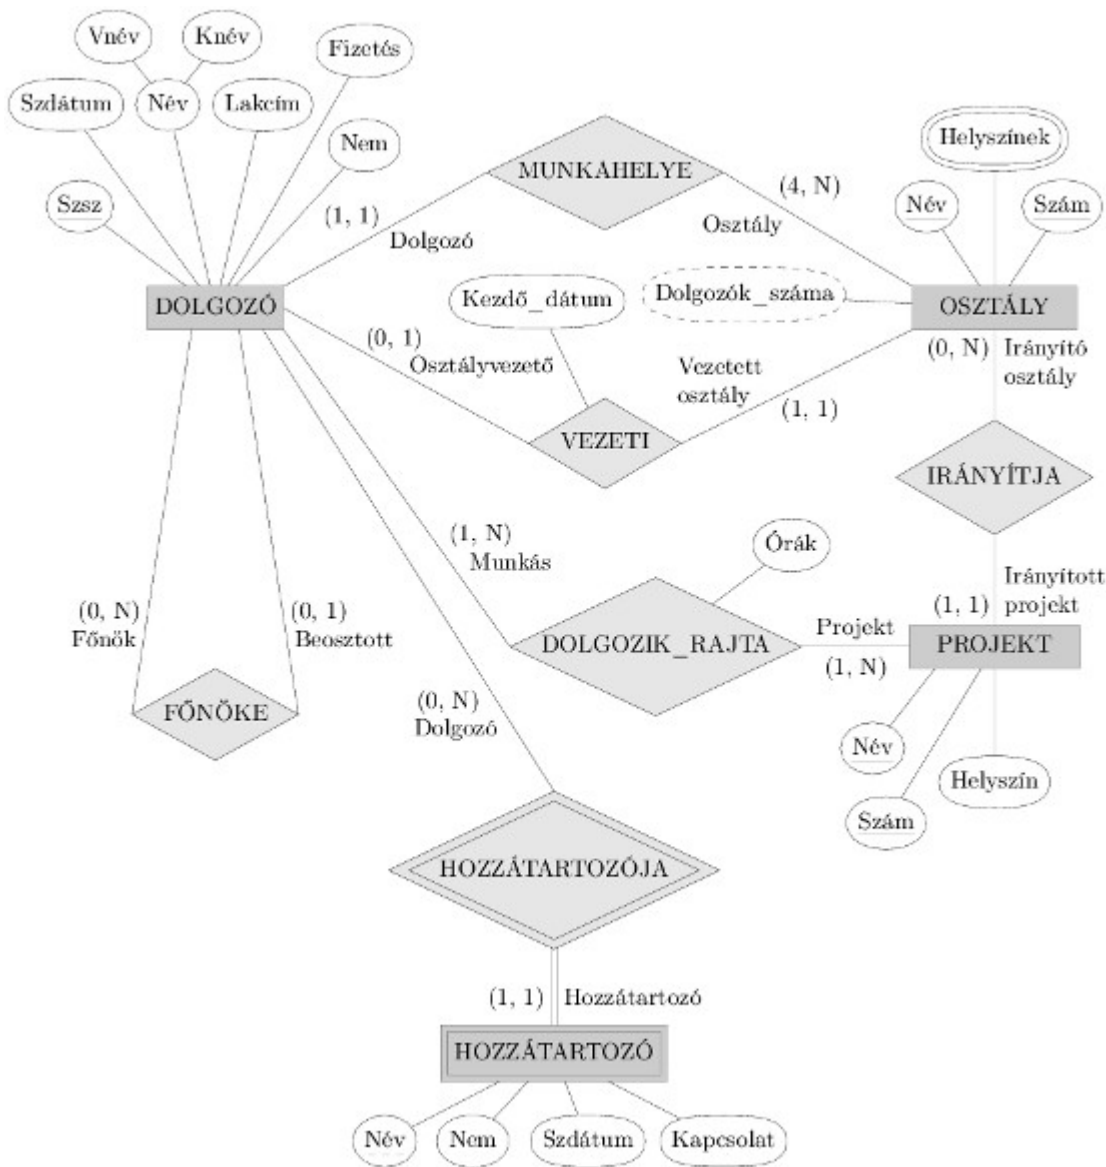 Vnév
Knév
Fizetés
Szdátum
Név
Lakcím
Nem
Szsz
Helyszínek
MUNKAHELYE
(4, N)
Név
Szám
(1, 1)
Dolgozó
Osztály
DOLGOZÓ
Kezdő_dátum
Dolgozók_száma
OSZTÁLY
(0, 1)
Osztályvezető
Vezetett
osztály
(0, N)
Irányító
osztály
(1, 1)
VEZETI
IRÁNYÍTJA
(1, N)
Munkás
Órák
(0, N)
Főnök
(0, 1)
Beosztott
Irányított
projekt
(1, 1)
DOLGOZIK_RAJTA
Projekt
(1, N)
PROJEKT
FŐNÖKE
(0, N)
Dolgozó
Név
Helyszín
Szám
HOZZÁTARTOZÓJA
(1, 1)
Hozzátartozó
HOZZÁTARTOZÓ
Név
Nem
Szdátum
Kapcsolat